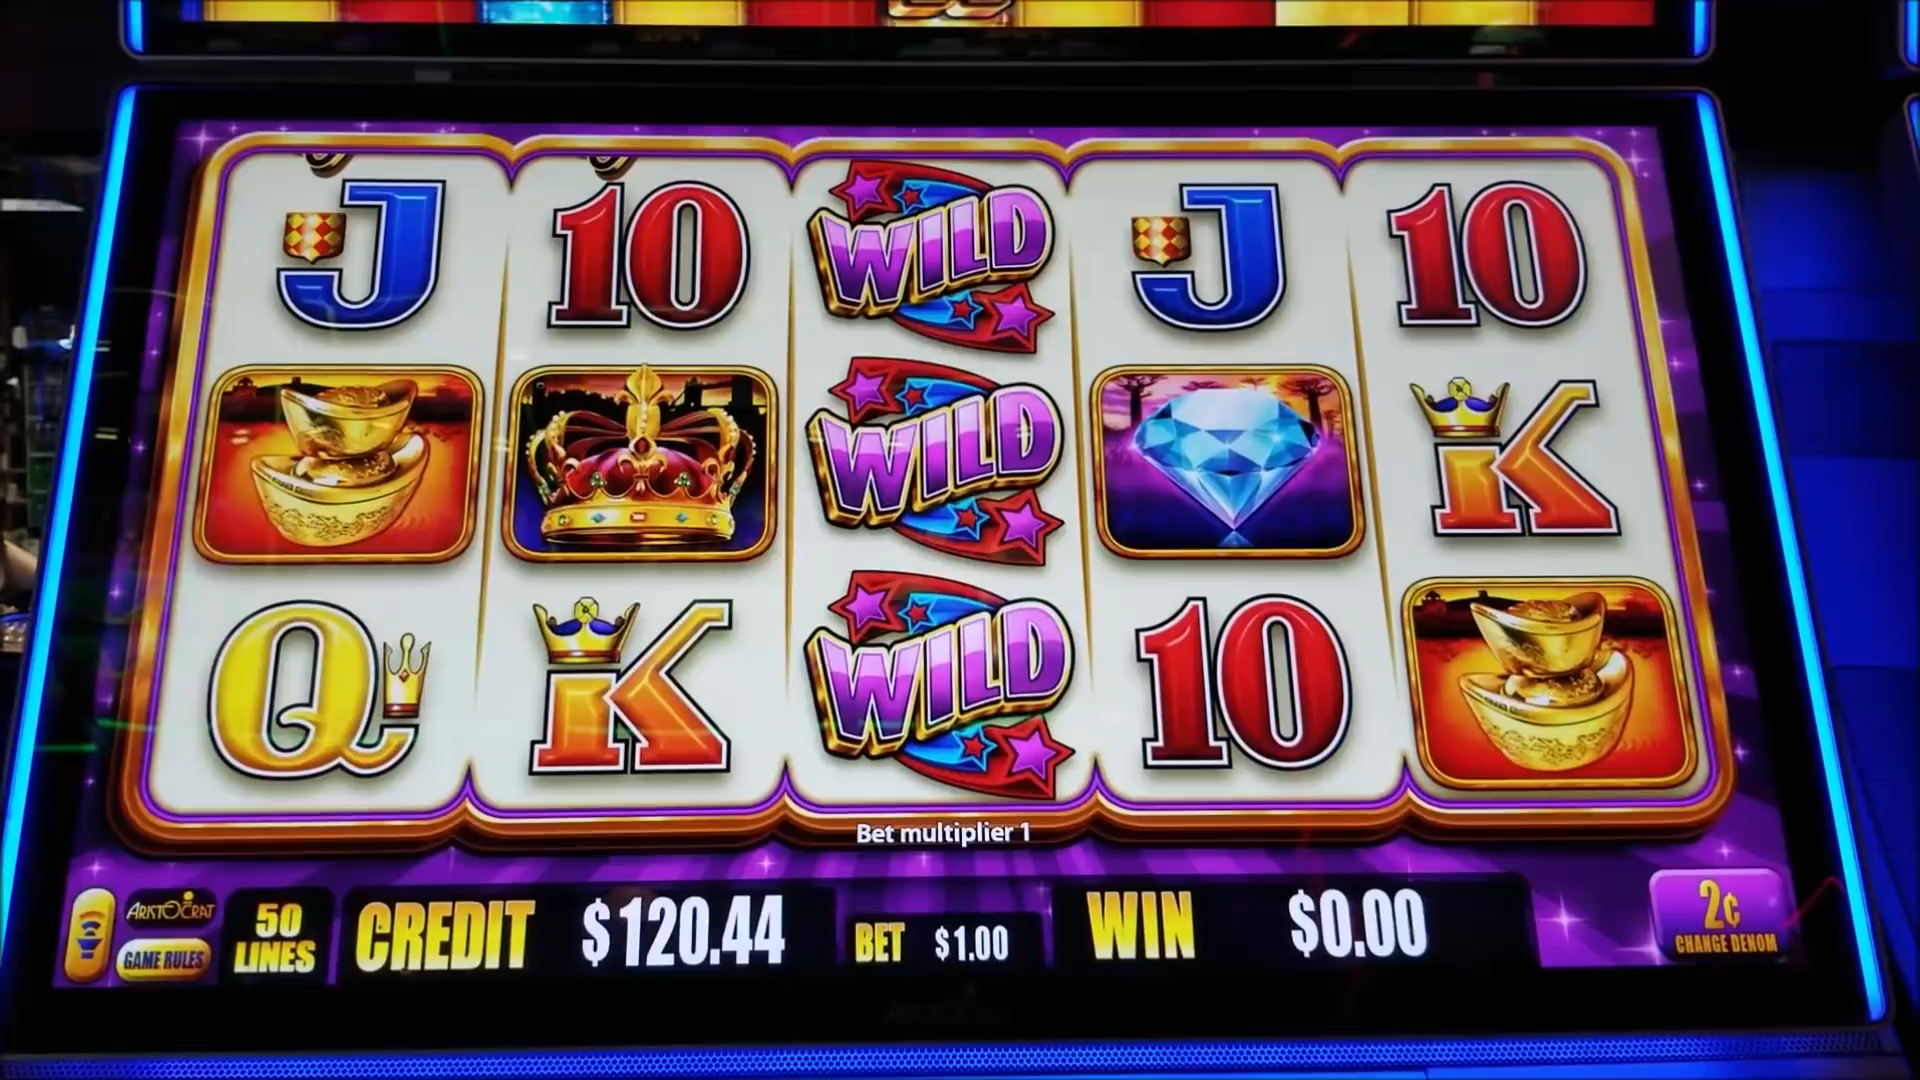 J 10 WILD J 10
WILD K
Q K WILD 10
Bet multiplier 1
ARISTOCRAT
GAME RULES
50
LINES
CREDIT $120.44
BET $1.00
WIN $0.00
2¢
CHANGE DENOM